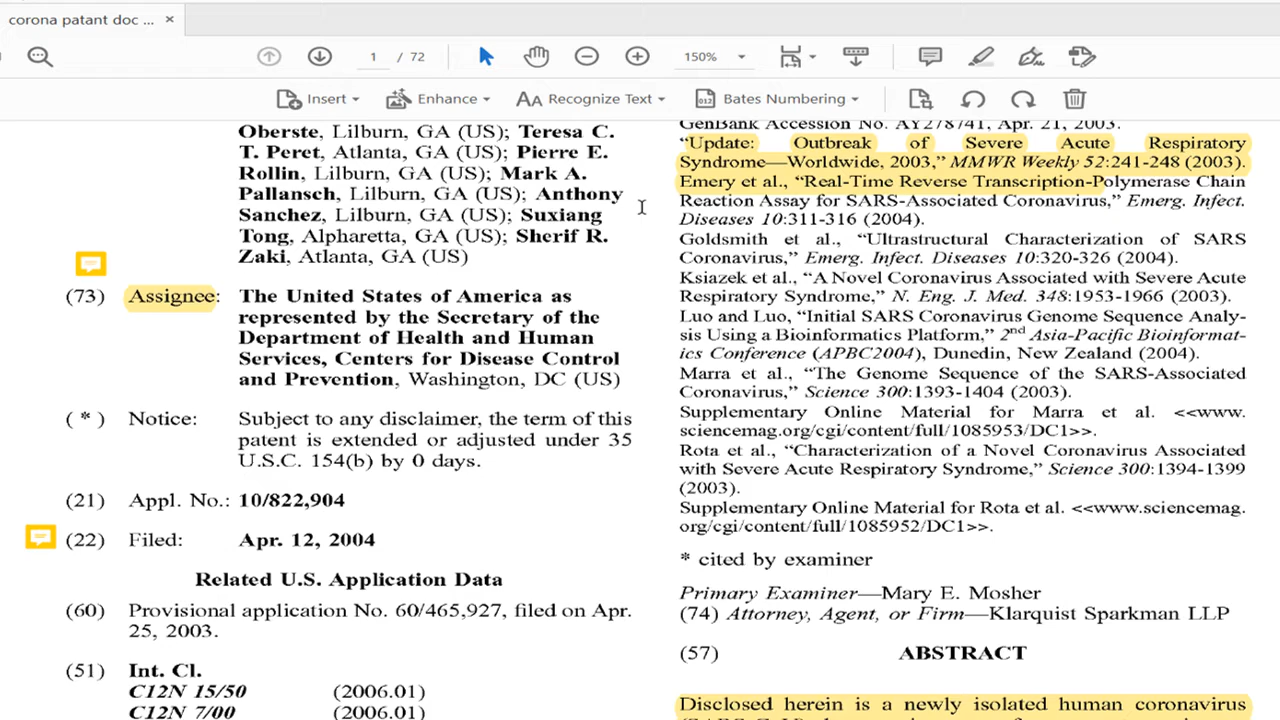 corona patant doc ... ×
1 / 72
150%
Insert
Enhance
Recognize Text
Bates Numbering
Oberste, Lilburn, GA (US); Teresa C.
T. Peret, Atlanta, GA (US); Pierre E.
Rollin, Lilburn, GA (US); Mark A.
Pallansch, Lilburn, GA (US); Anthony
Sanchez, Lilburn, GA (US); Suxiang
Tong, Alpharetta, GA (US); Sherif R.
Zaki, Atlanta, GA (US)
(73) Assignee: The United States of America as
represented by the Secretary of the
Department of Health and Human
Services, Centers for Disease Control
and Prevention, Washington, DC (US)
( * ) Notice: Subject to any disclaimer, the term of this
patent is extended or adjusted under 35
U.S.C. 154(b) by 0 days.
(21) Appl. No.: 10/822,904
(22) Filed: Apr. 12, 2004
Related U.S. Application Data
(60) Provisional application No. 60/465,927, filed on Apr.
25, 2003.
(51) Int. Cl.
C12N 15/50 (2006.01)
C12N 7/00 (2006.01)
GenBank Accession No. AY278741, Apr. 21, 2003.
“Update: Outbreak of Severe Acute Respiratory
Syndrome—Worldwide, 2003,” MMWR Weekly 52:241-248 (2003).
Emery et al., “Real-Time Reverse Transcription-Polymerase Chain
Reaction Assay for SARS-Associated Coronavirus,” Emerg. Infect.
Diseases 10:311-316 (2004).
Goldsmith et al., “Ultrastructural Characterization of SARS
Coronavirus,” Emerg. Infect. Diseases 10:320-326 (2004).
Ksiazek et al., “A Novel Coronavirus Associated with Severe Acute
Respiratory Syndrome,” N. Eng. J. Med. 348:1953-1966 (2003).
Luo and Luo, “Initial SARS Coronavirus Genome Sequence Analy-
sis Using a Bioinformatics Platform,” 2nd Asia-Pacific Bioinformat-
ics Conference (APBC2004), Dunedin, New Zealand (2004).
Marra et al., “The Genome Sequence of the SARS-Associated
Coronavirus,” Science 300:1393-1404 (2003).
Supplementary Online Material for Marra et al. <<www.
sciencemag.org/cgi/content/full/1085953/DC1>>.
Rota et al., “Characterization of a Novel Coronavirus Associated
with Severe Acute Respiratory Syndrome,” Science 300:1394-1399
(2003).
Supplementary Online Material for Rota et al. <<www.sciencemag.
org/cgi/content/full/1085952/DC1>>.
* cited by examiner
Primary Examiner—Mary E. Mosher
(74) Attorney, Agent, or Firm—Klarquist Sparkman LLP
(57) ABSTRACT
Disclosed herein is a newly isolated human coronavirus